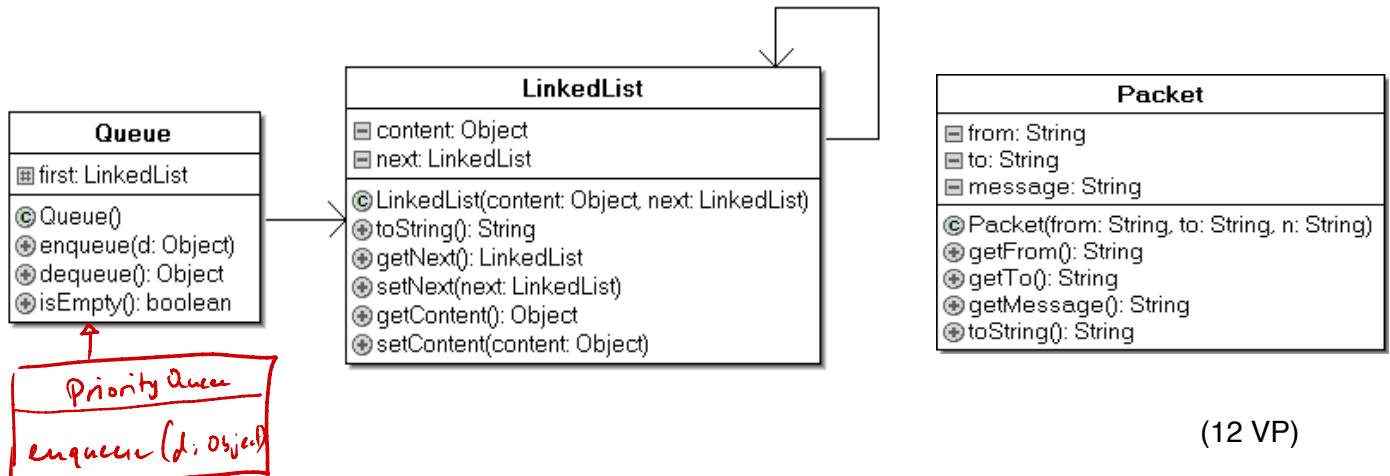 Queue
first: LinkedList
Queue()
enqueue(d: Object)
dequeue(): Object
isEmpty(): boolean
Priority Queue
enqueue (d: Object)
LinkedList
content: Object
next: LinkedList
LinkedList(content: Object, next: LinkedList)
toString(): String
getNext(): LinkedList
setNext(next: LinkedList)
getContent(): Object
setContent(content: Object)
Packet
from: String
to: String
message: String
Packet(from: String, to: String, n: String)
getFrom(): String
getTo(): String
getMessage(): String
toString(): String
(12 VP)